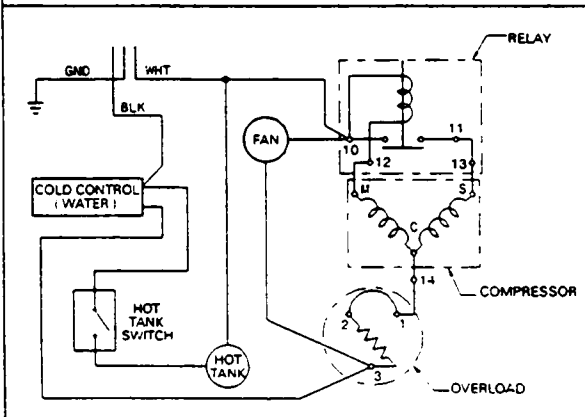 RELAY
GND
WHT
BLK
FAN
10
11
12
13
COLD CONTROL
(WATER)
M
S
C
14
COMPRESSOR
HOT
TANK
SWITCH
2
1
HOT
TANK
3
OVERLOAD